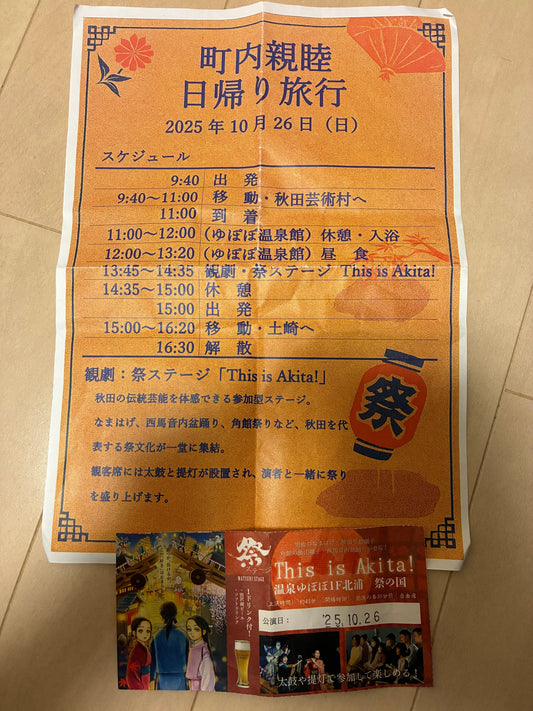 町内親睦
日帰り旅行
2025年10月26日（日）
スケジュール
9:40 出 発
9:40～11:00 移 動・秋田芸術村へ
11:00 到 着
11:00～12:00 （ゆぽぽ温泉館）休憩・入浴
12:00～13:20 （ゆぽぽ温泉館）昼 食
13:45～14:35 観劇・祭ステージ This is Akita!
14:35～15:00 休 憩
15:00 出 発
15:00～16:20 移 動・土崎へ
16:30 解 散
観劇：祭ステージ「This is Akita!」
秋田の伝統芸能を体感できる参加型ステージ。
なまはげ、西馬音内盆踊り、角館祭りなど、秋田を代
表する祭文化が一堂に集結。
観客席には太鼓と提灯が設置され、演者と一緒に祭り
を盛り上げます。
祭
祭
ステージ
MATSURI STAGE
1ドリンク付！
This is Akita!
温泉ゆぽぽ1F北浦 祭の国
公演日：
'25.10.26
太鼓や提灯で参加して楽しめる！